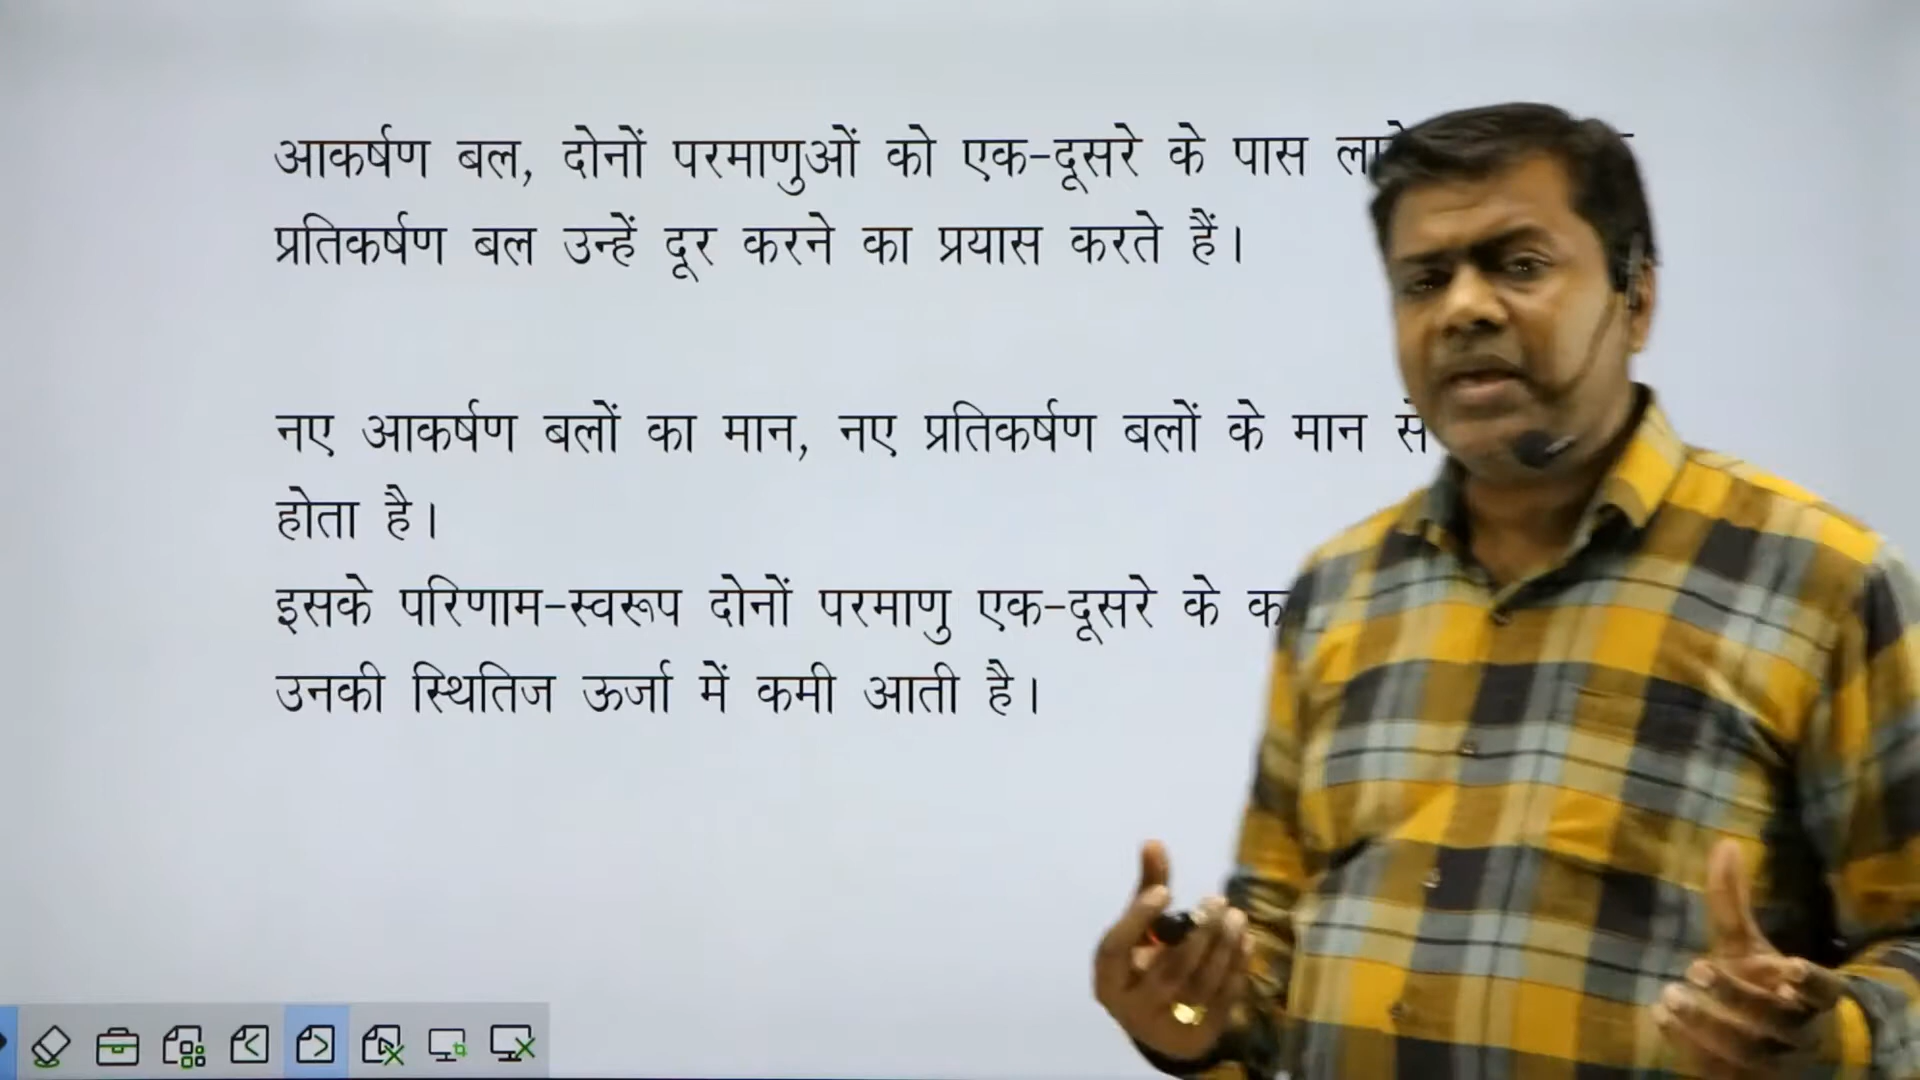 आकर्षण बल, दोनों परमाणुओं को एक-दूसरे के पास
प्रतिकर्षण बल उन्हें दूर करने का प्रयास करते हैं।
नए आकर्षण बलों का मान, नए प्रतिकर्षण बलों के मान से
होता है।
इसके परिणाम-स्वरूप दोनों परमाणु एक-दूसरे के
उनकी स्थितिज ऊर्जा में कमी आती है।